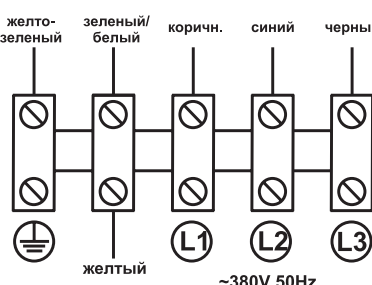 желто-
зеленый
зеленый/
белый
коричн.
синий
черны
L1
L2
L3
желтый
~380V 50Hz